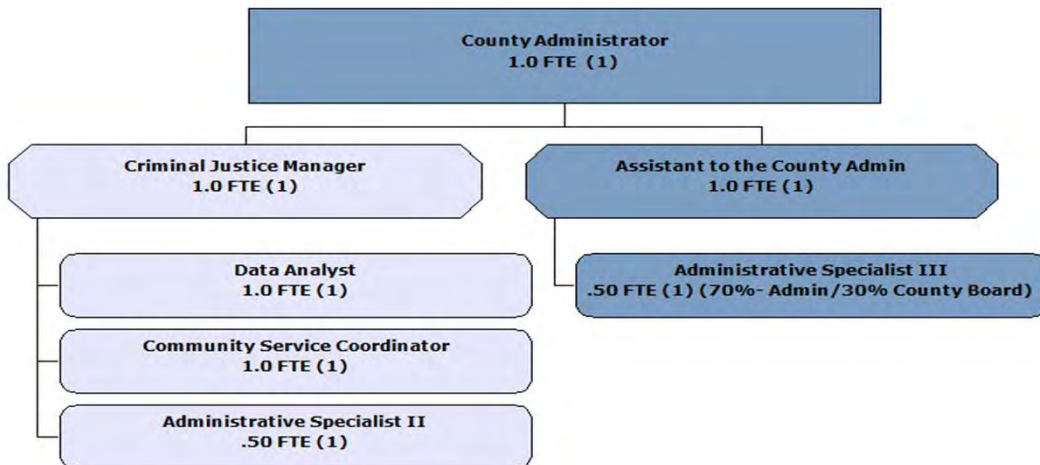 County Administrator
1.0 FTE (1)
Criminal Justice Manager
1.0 FTE (1)
Assistant to the County Admin
1.0 FTE (1)
Data Analyst
1.0 FTE (1)
Administrative Specialist III
.50 FTE (1) (70%- Admin/30% County Board)
Community Service Coordinator
1.0 FTE (1)
Administrative Specialist II
.50 FTE (1)